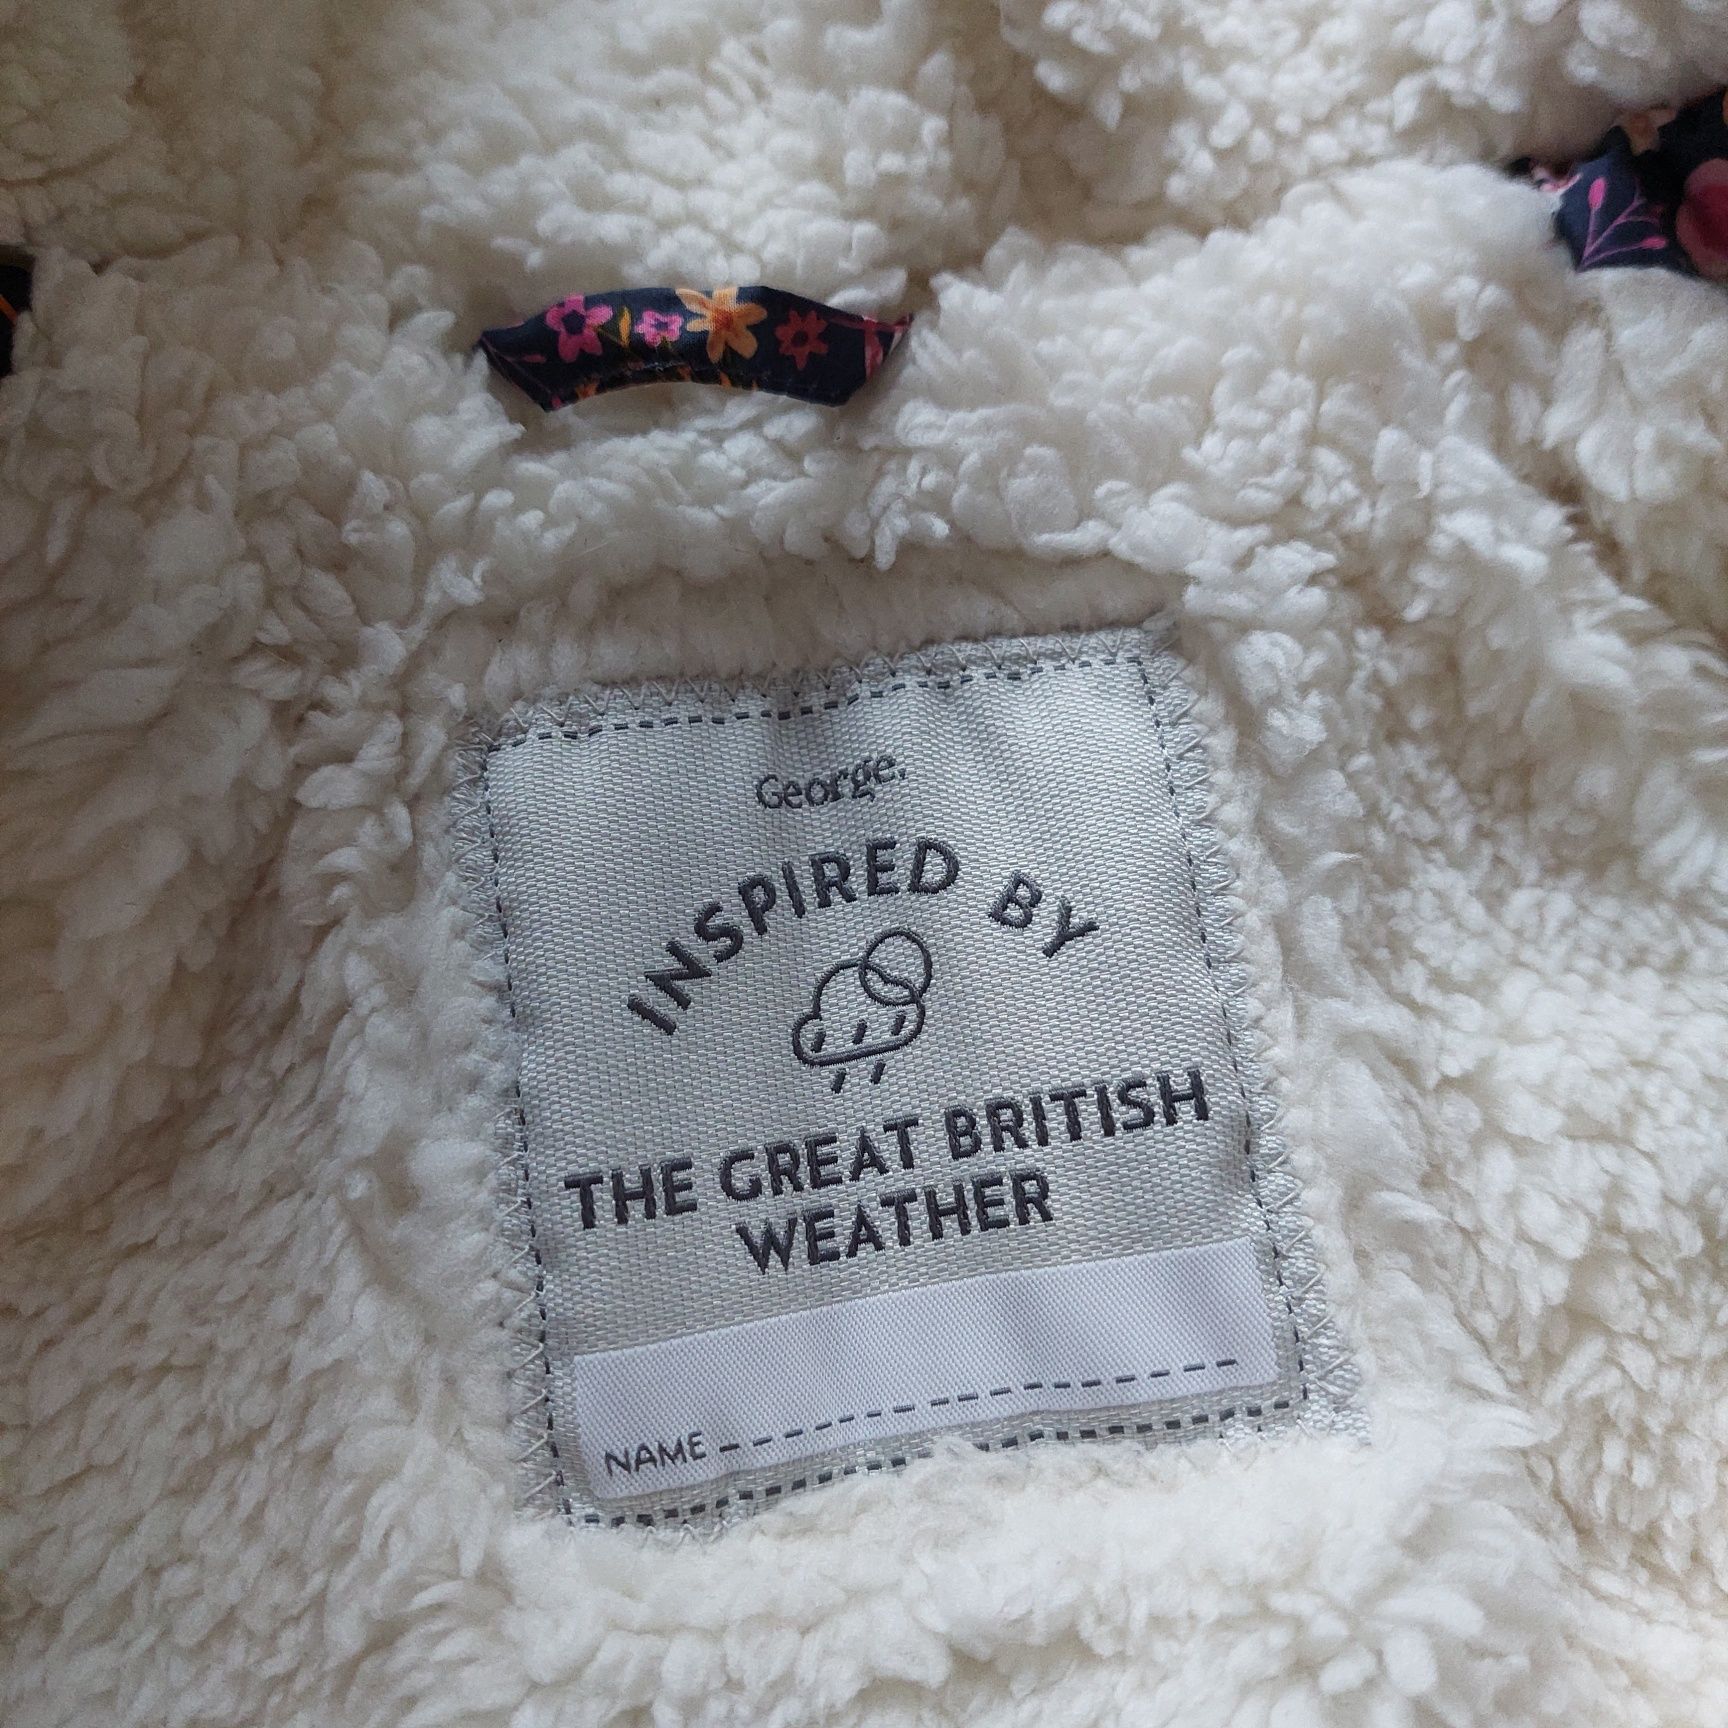 George.
INSPIRED BY
THE GREAT BRITISH
WEATHER
NAME